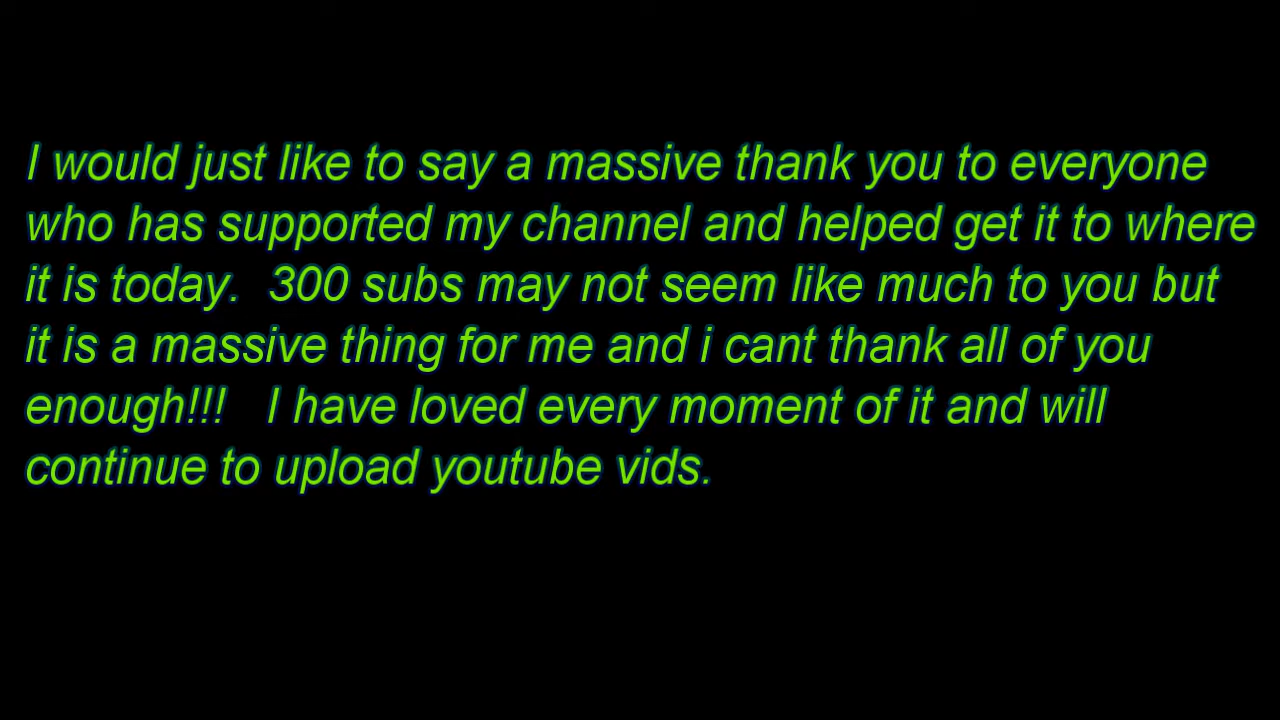 I would just like to say a massive thank you to everyone
who has supported my channel and helped get it to where
it is today.  300 subs may not seem like much to you but
it is a massive thing for me and i cant thank all of you
enough!!!   I have loved every moment of it and will
continue to upload youtube vids.